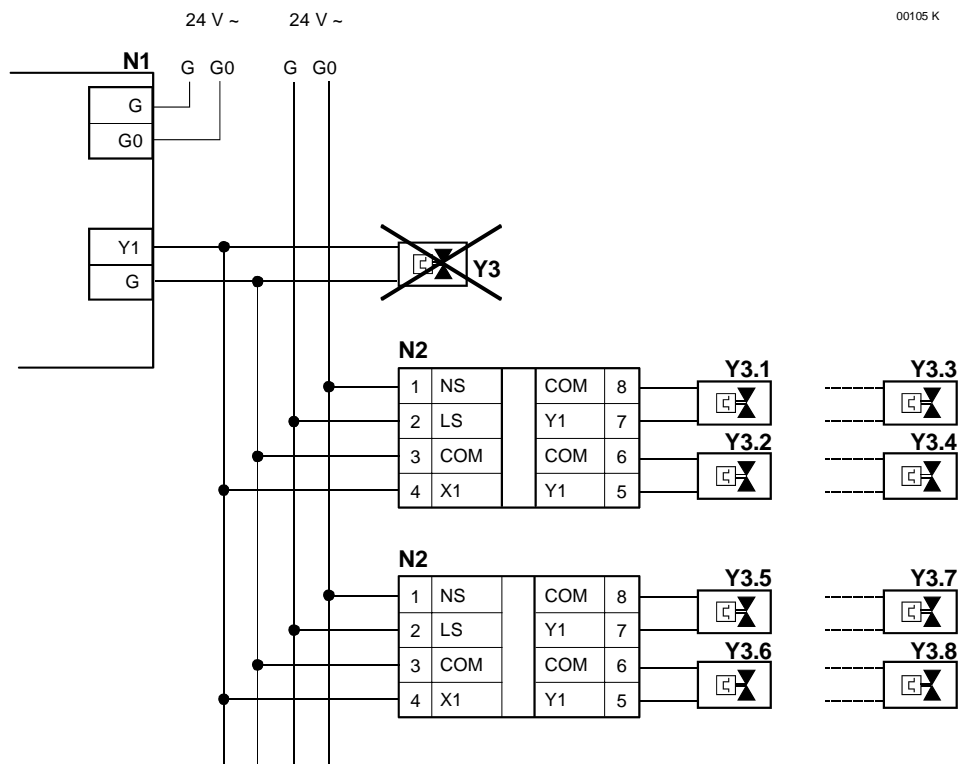 24 V ~ 24 V ~ 00105 K
N1 G G0 G G0
G
G0
Y1
G
Y3
N2
1 NS COM 8
2 LS Y1 7
3 COM COM 6
4 X1 Y1 5
Y3.1 Y3.3
Y3.2 Y3.4
N2
1 NS COM 8
2 LS Y1 7
3 COM COM 6
4 X1 Y1 5
Y3.5 Y3.7
Y3.6 Y3.8